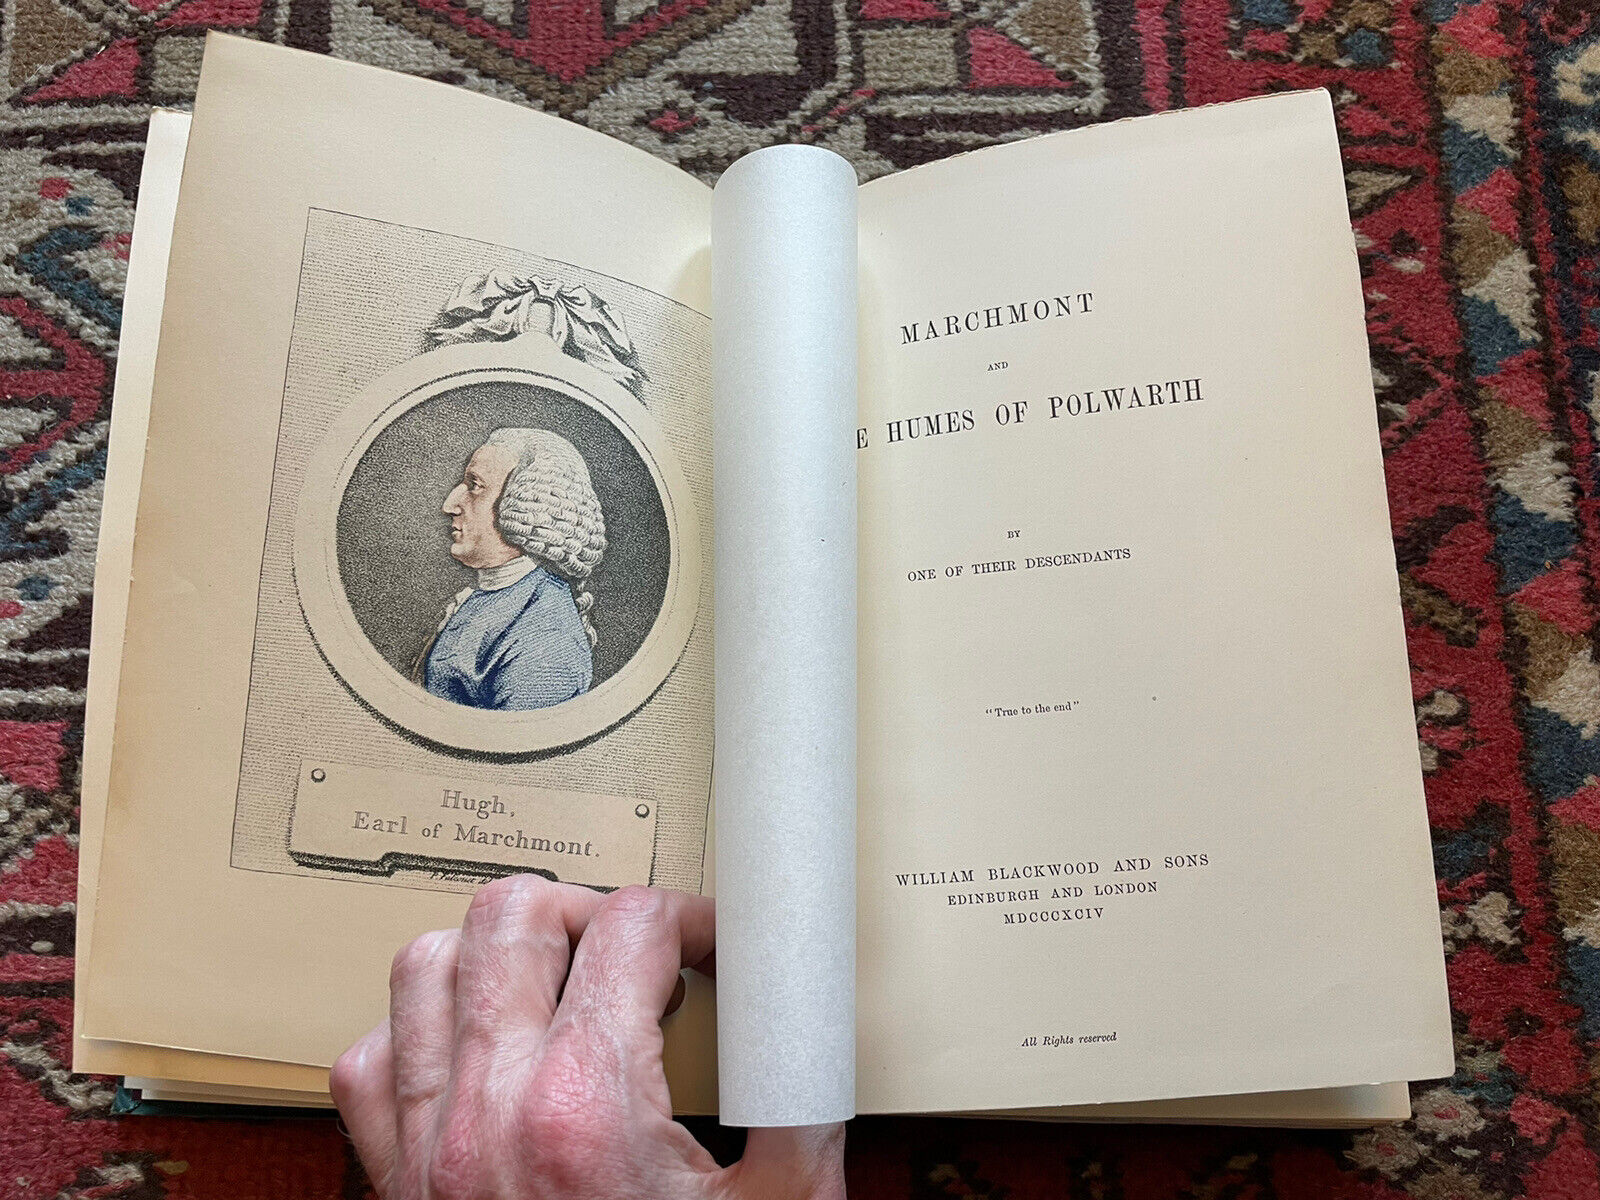 Hugh,
Earl of Marchmont.
MARCHMONT
AND
E HUMES OF POLWARTH
BY
ONE OF THEIR DESCENDANTS
"True to the end"
WILLIAM BLACKWOOD AND SONS
EDINBURGH AND LONDON
MDCCCXCIV
All Rights reserved